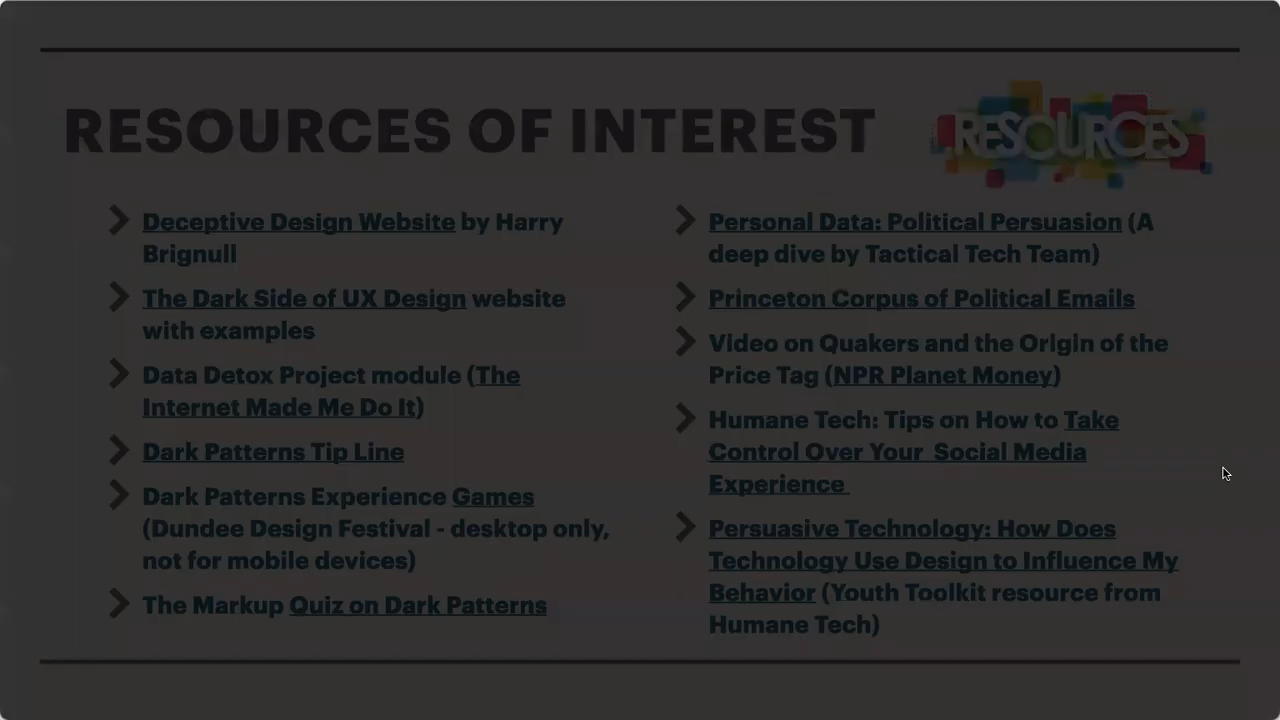 RESOURCES OF INTEREST
RESOURCES
Deceptive Design Website by Harry
Brignull
The Dark Side of UX Design website
with examples
Data Detox Project module (The
Internet Made Me Do It)
Dark Patterns Tip Line
Dark Patterns Experience Games
(Dundee Design Festival - desktop only,
not for mobile devices)
The Markup Quiz on Dark Patterns
Personal Data: Political Persuasion (A
deep dive by Tactical Tech Team)
Princeton Corpus of Political Emails
Video on Quakers and the Origin of the
Price Tag (NPR Planet Money)
Humane Tech: Tips on How to Take
Control Over Your  Social Media
Experience
Persuasive Technology: How Does
Technology Use Design to Influence My
Behavior (Youth Toolkit resource from
Humane Tech)